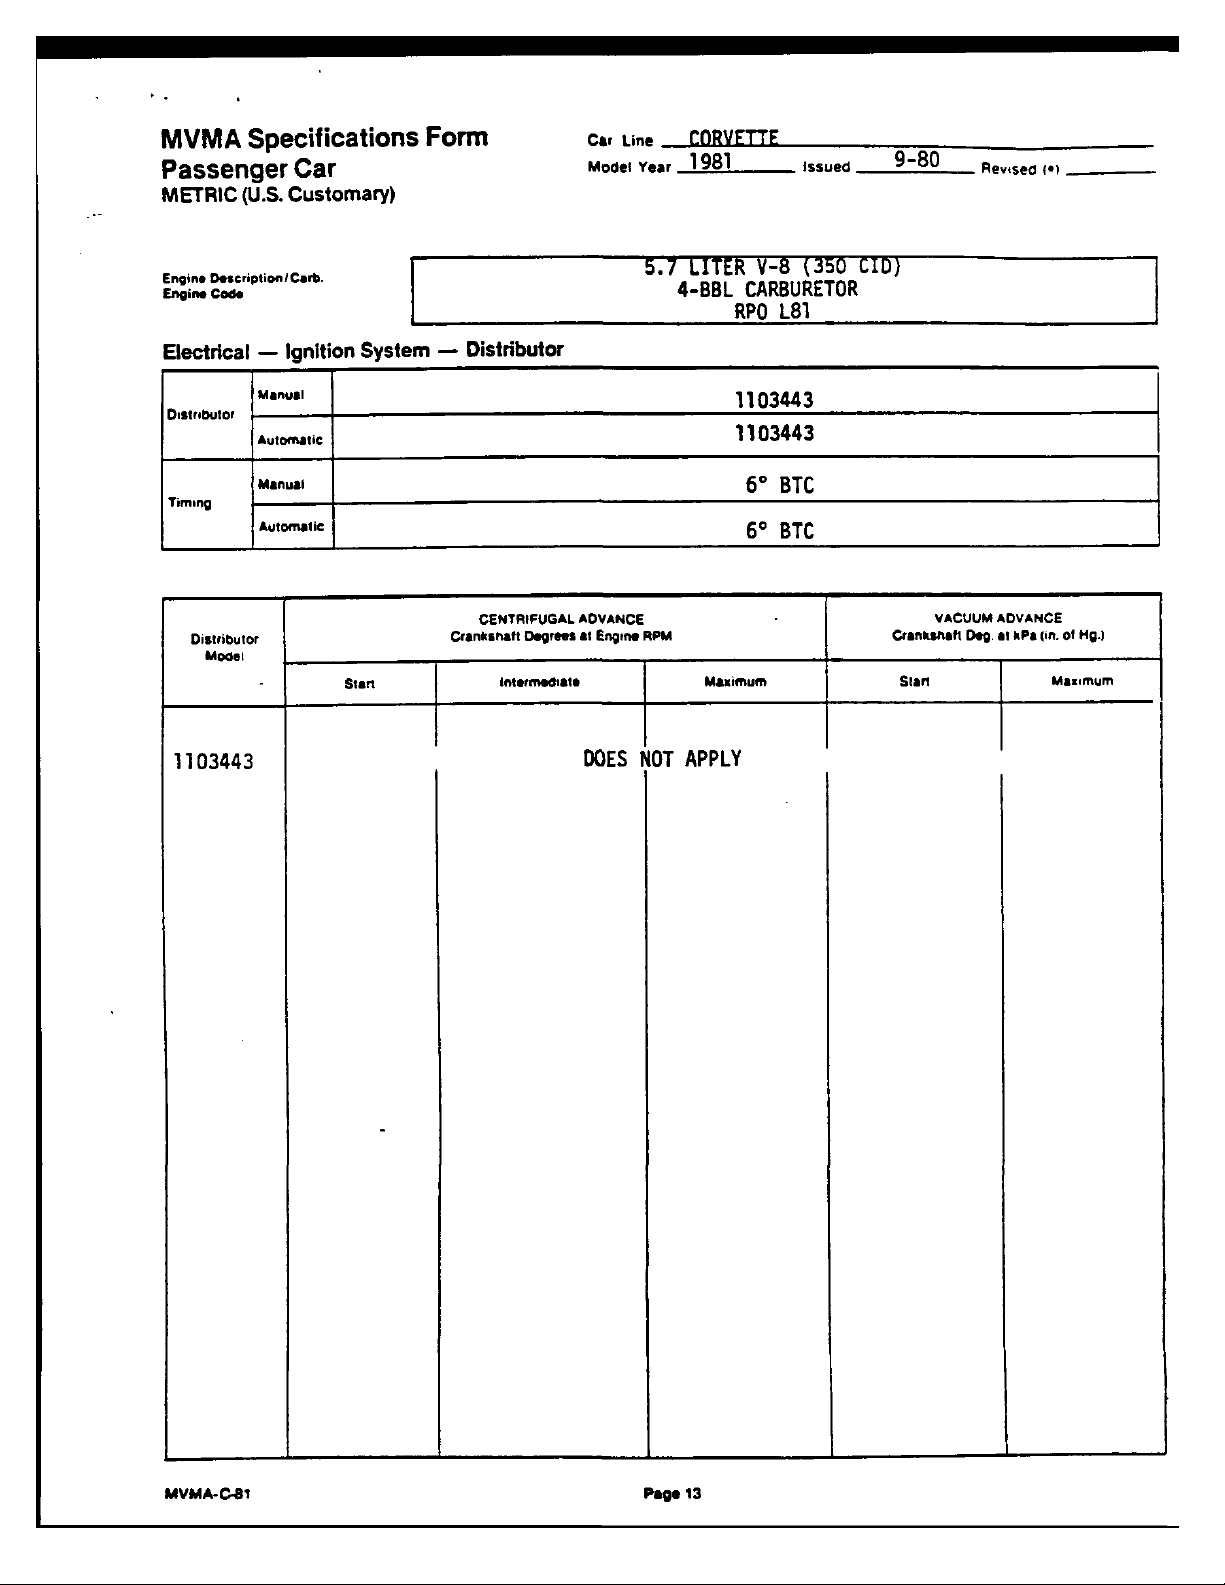 MVMA Specifications Form
Passenger Car
METRIC (U.S. Customary)
Car Line CORVETTE
Model Year 1981 Issued 9-80 Revised (•)
Engine Description/Carb.
Engine Code
5.7 LITER V-8 (350 CID)
4-BBL CARBURETOR
RPO L81
Electrical — Ignition System — Distributor
Distributor
Manual 1103443
Automatic 1103443
Timing
Manual 6° BTC
Automatic 6° BTC
Distributor
Model
CENTRIFUGAL ADVANCE
Crankshaft Degrees at Engine RPM
VACUUM ADVANCE
Crankshaft Deg. at kPa (in. of Hg.)
Start Intermediate Maximum Start Maximum
1103443 DOES NOT APPLY
MVMA-C-81 Page 13